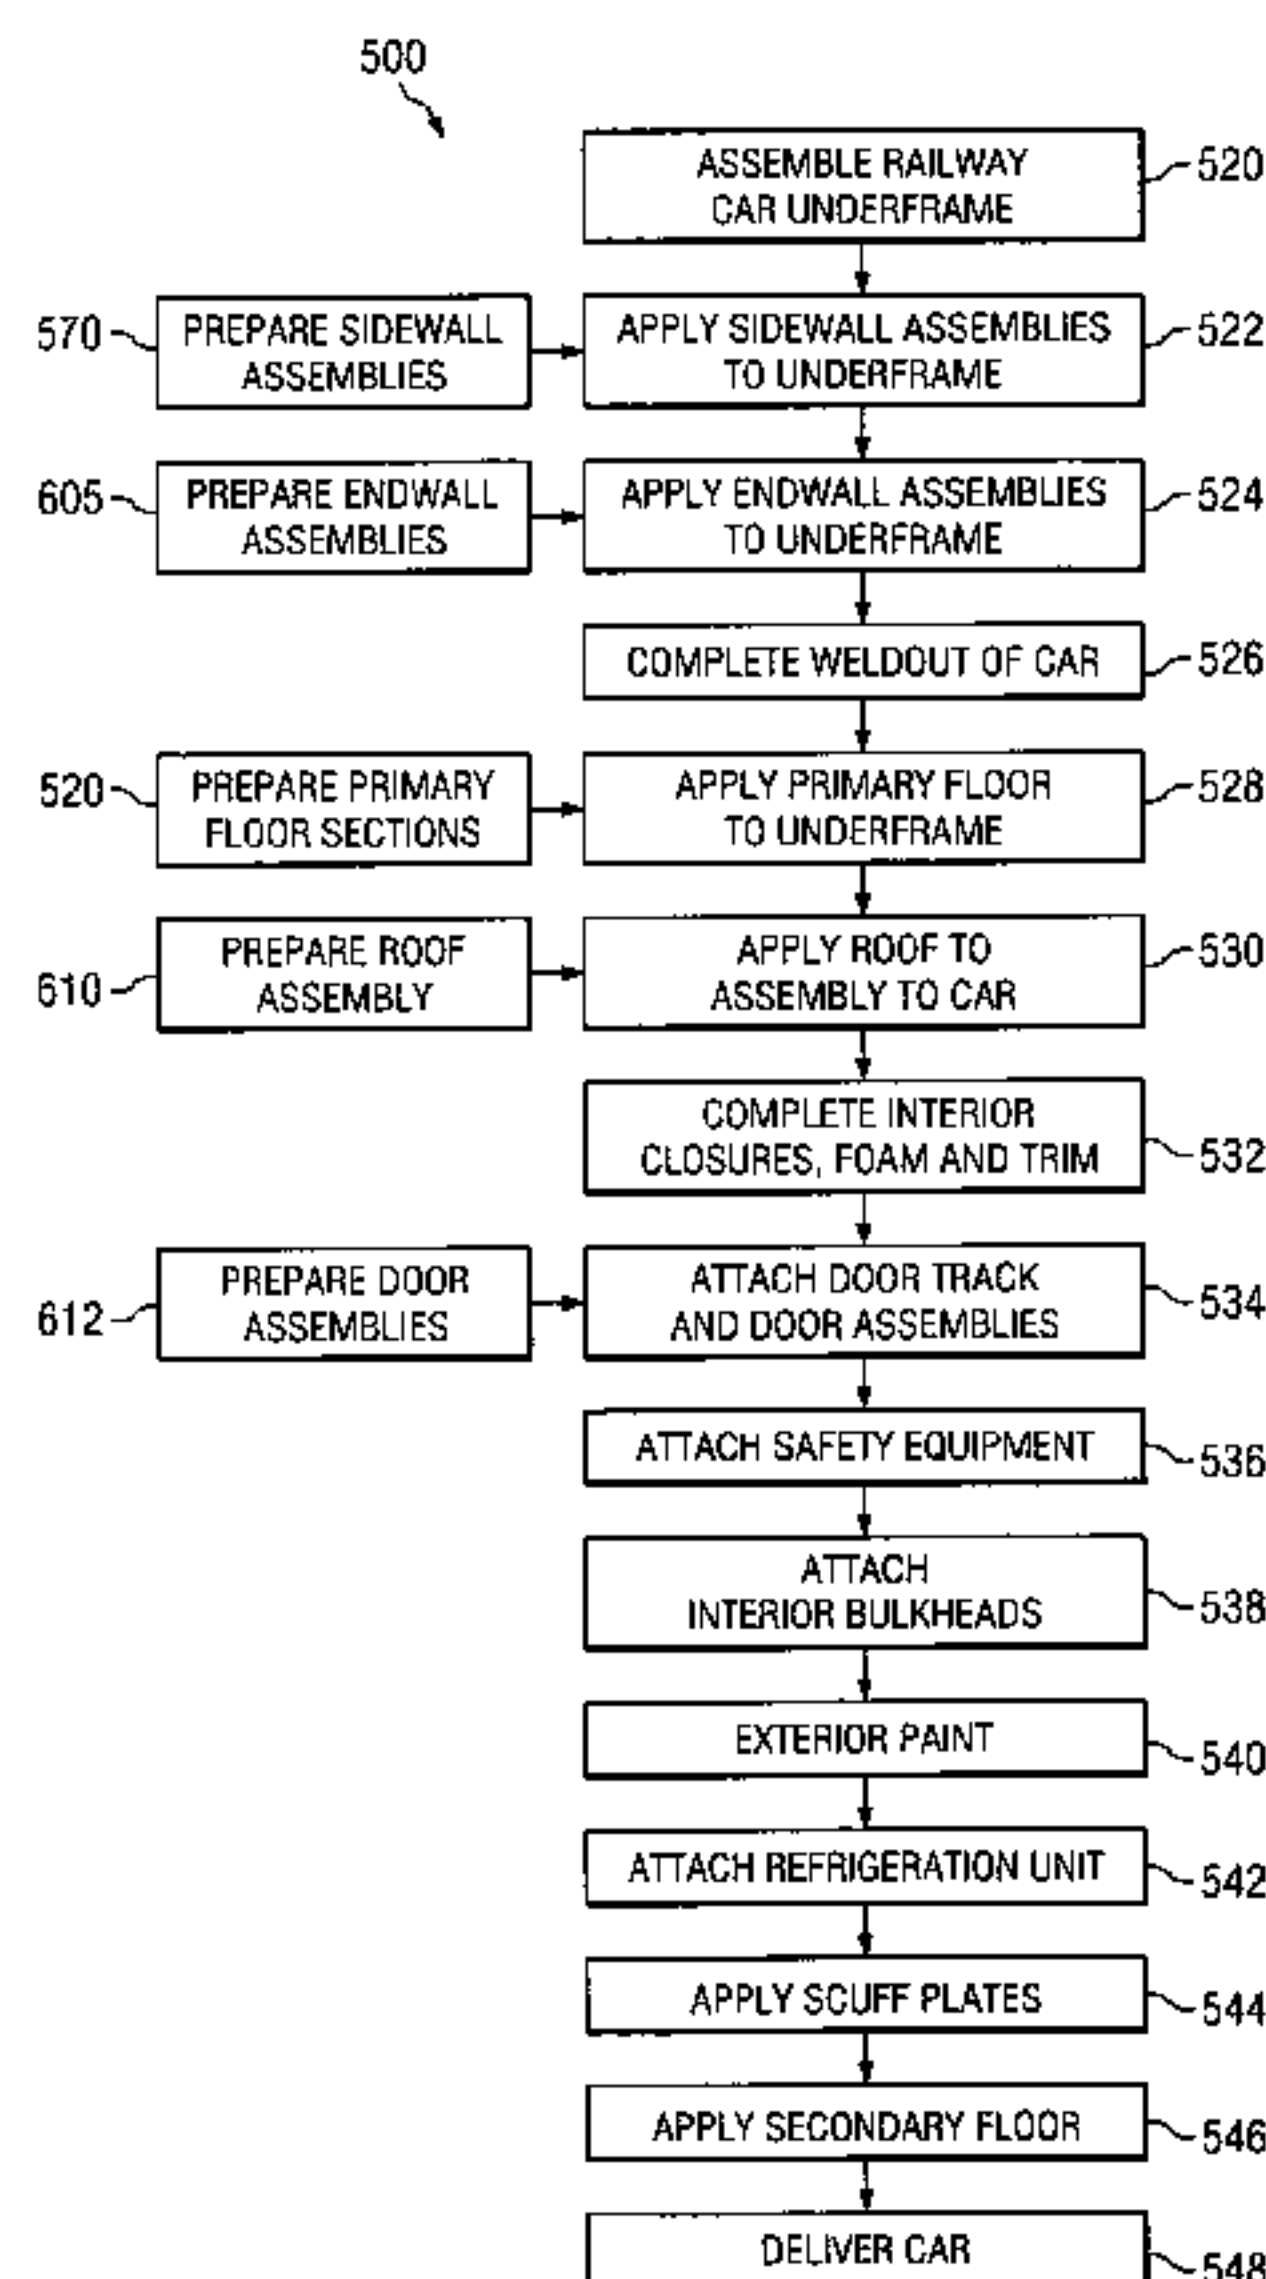 500
ASSEMBLE RAILWAY
CAR UNDERFRAME
520
570
PREPARE SIDEWALL
ASSEMBLIES
APPLY SIDEWALL ASSEMBLIES
TO UNDERFRAME
522
605
PREPARE ENDWALL
ASSEMBLIES
APPLY ENDWALL ASSEMBLIES
TO UNDERFRAME
524
COMPLETE WELDOUT OF CAR
526
520
PREPARE PRIMARY
FLOOR SECTIONS
APPLY PRIMARY FLOOR
TO UNDERFRAME
528
610
PREPARE ROOF
ASSEMBLY
APPLY ROOF TO
ASSEMBLY TO CAR
530
COMPLETE INTERIOR
CLOSURES, FOAM AND TRIM
532
612
PREPARE DOOR
ASSEMBLIES
ATTACH DOOR TRACK
AND DOOR ASSEMBLIES
534
ATTACH SAFETY EQUIPMENT
536
ATTACH
INTERIOR BULKHEADS
538
EXTERIOR PAINT
540
ATTACH REFRIGERATION UNIT
542
APPLY SCUFF PLATES
544
APPLY SECONDARY FLOOR
546
DELIVER CAR
548